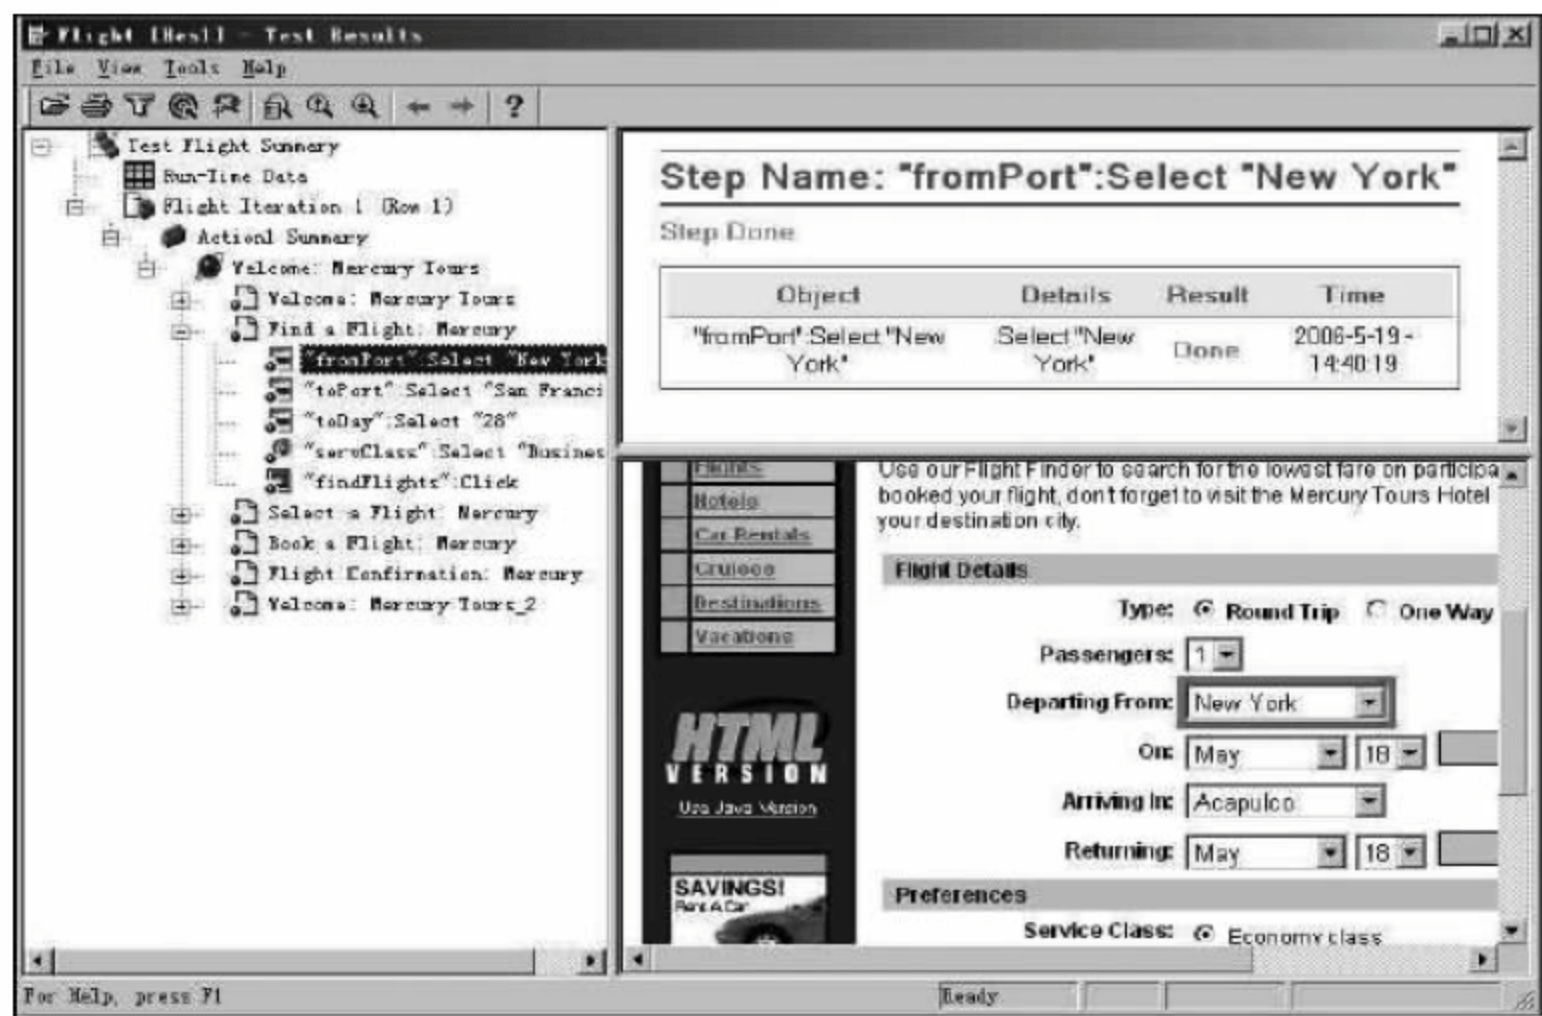 Flight [Res1] - Test Results
File View Tools Help
Test Flight Summary
Run-Time Data
Flight Iteration 1 (Row 1)
Action1 Summary
Welcome: Mercury Tours
Welcome: Mercury Tours
Find a Flight: Mercury
"fromPort":Select "New York
"toPort":Select "San Franci
"toDay":Select "28"
"servClass":Select "Busines
"findFlights":Click
Select a Flight: Mercury
Book a Flight: Mercury
Flight Confirmation: Mercury
Welcome: Mercury Tours_2
Step Name: "fromPort":Select "New York"
Step Done
Object Details Result Time
"fromPort":Select "New York" Select "New York" Done 2006-5-19 - 14:40:19
Flights
Hotels
Car Rentals
Cruises
Destinations
Vacations
HTML
VERSION
Use Java Version
SAVINGS!
Rent A Car
Use our Flight Finder to search for the lowest fare on participa
booked your flight, don't forget to visit the Mercury Tours Hotel
your destination city.
Flight Details
Type: Round Trip One Way
Passengers: 1
Departing From: New York
On: May 18
Arriving In: Acapulco
Returning: May 18
Preferences
Service Class: Economy class
For Help, press F1
Ready